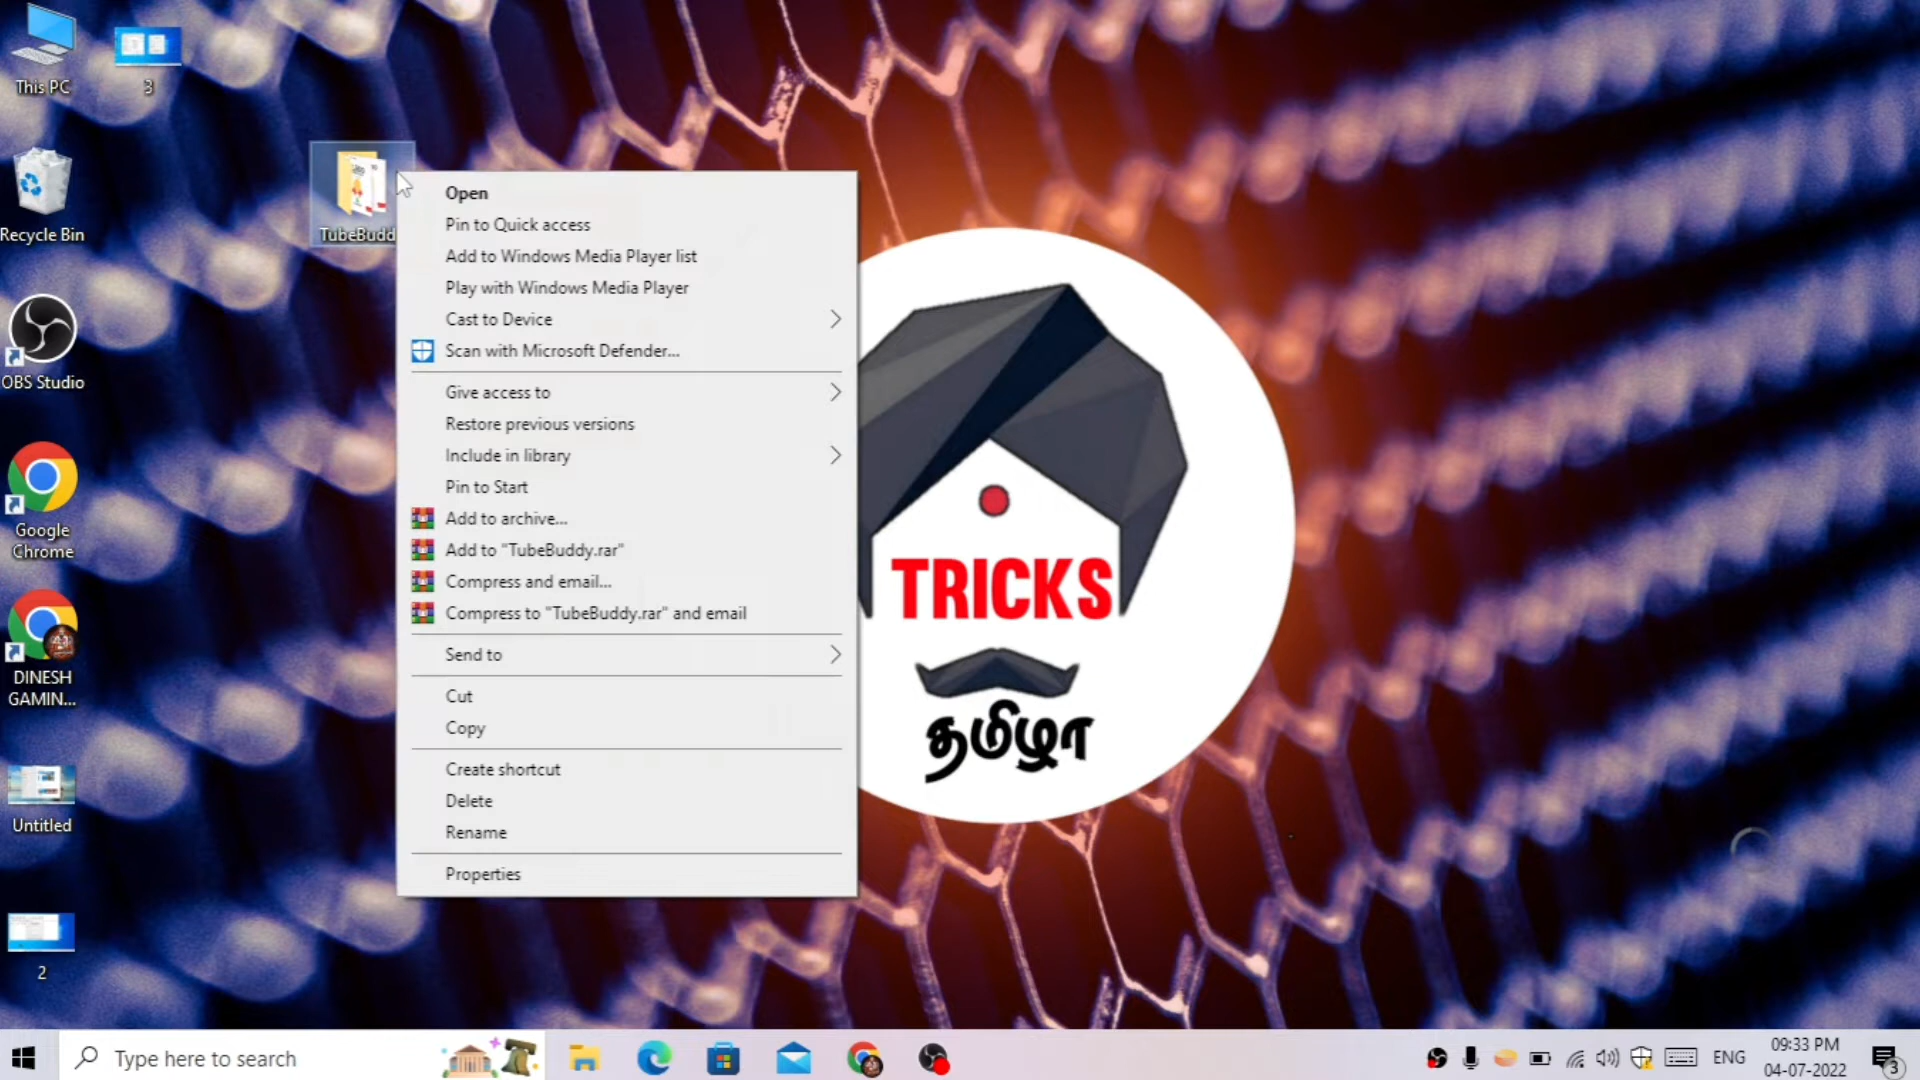 This PC
3
Recycle Bin
OBS Studio
Google
Chrome
DINESH
GAMIN...
Untitled
2
TubeBudd
Open
Pin to Quick access
Add to Windows Media Player list
Play with Windows Media Player
Cast to Device
Scan with Microsoft Defender...
Give access to
Restore previous versions
Include in library
Pin to Start
Add to archive...
Add to "TubeBuddy.rar"
Compress and email...
Compress to "TubeBuddy.rar" and email
Send to
Cut
Copy
Create shortcut
Delete
Rename
Properties
TRICKS
தமிழா
Type here to search
ENG
09:33 PM
04-07-2022
3